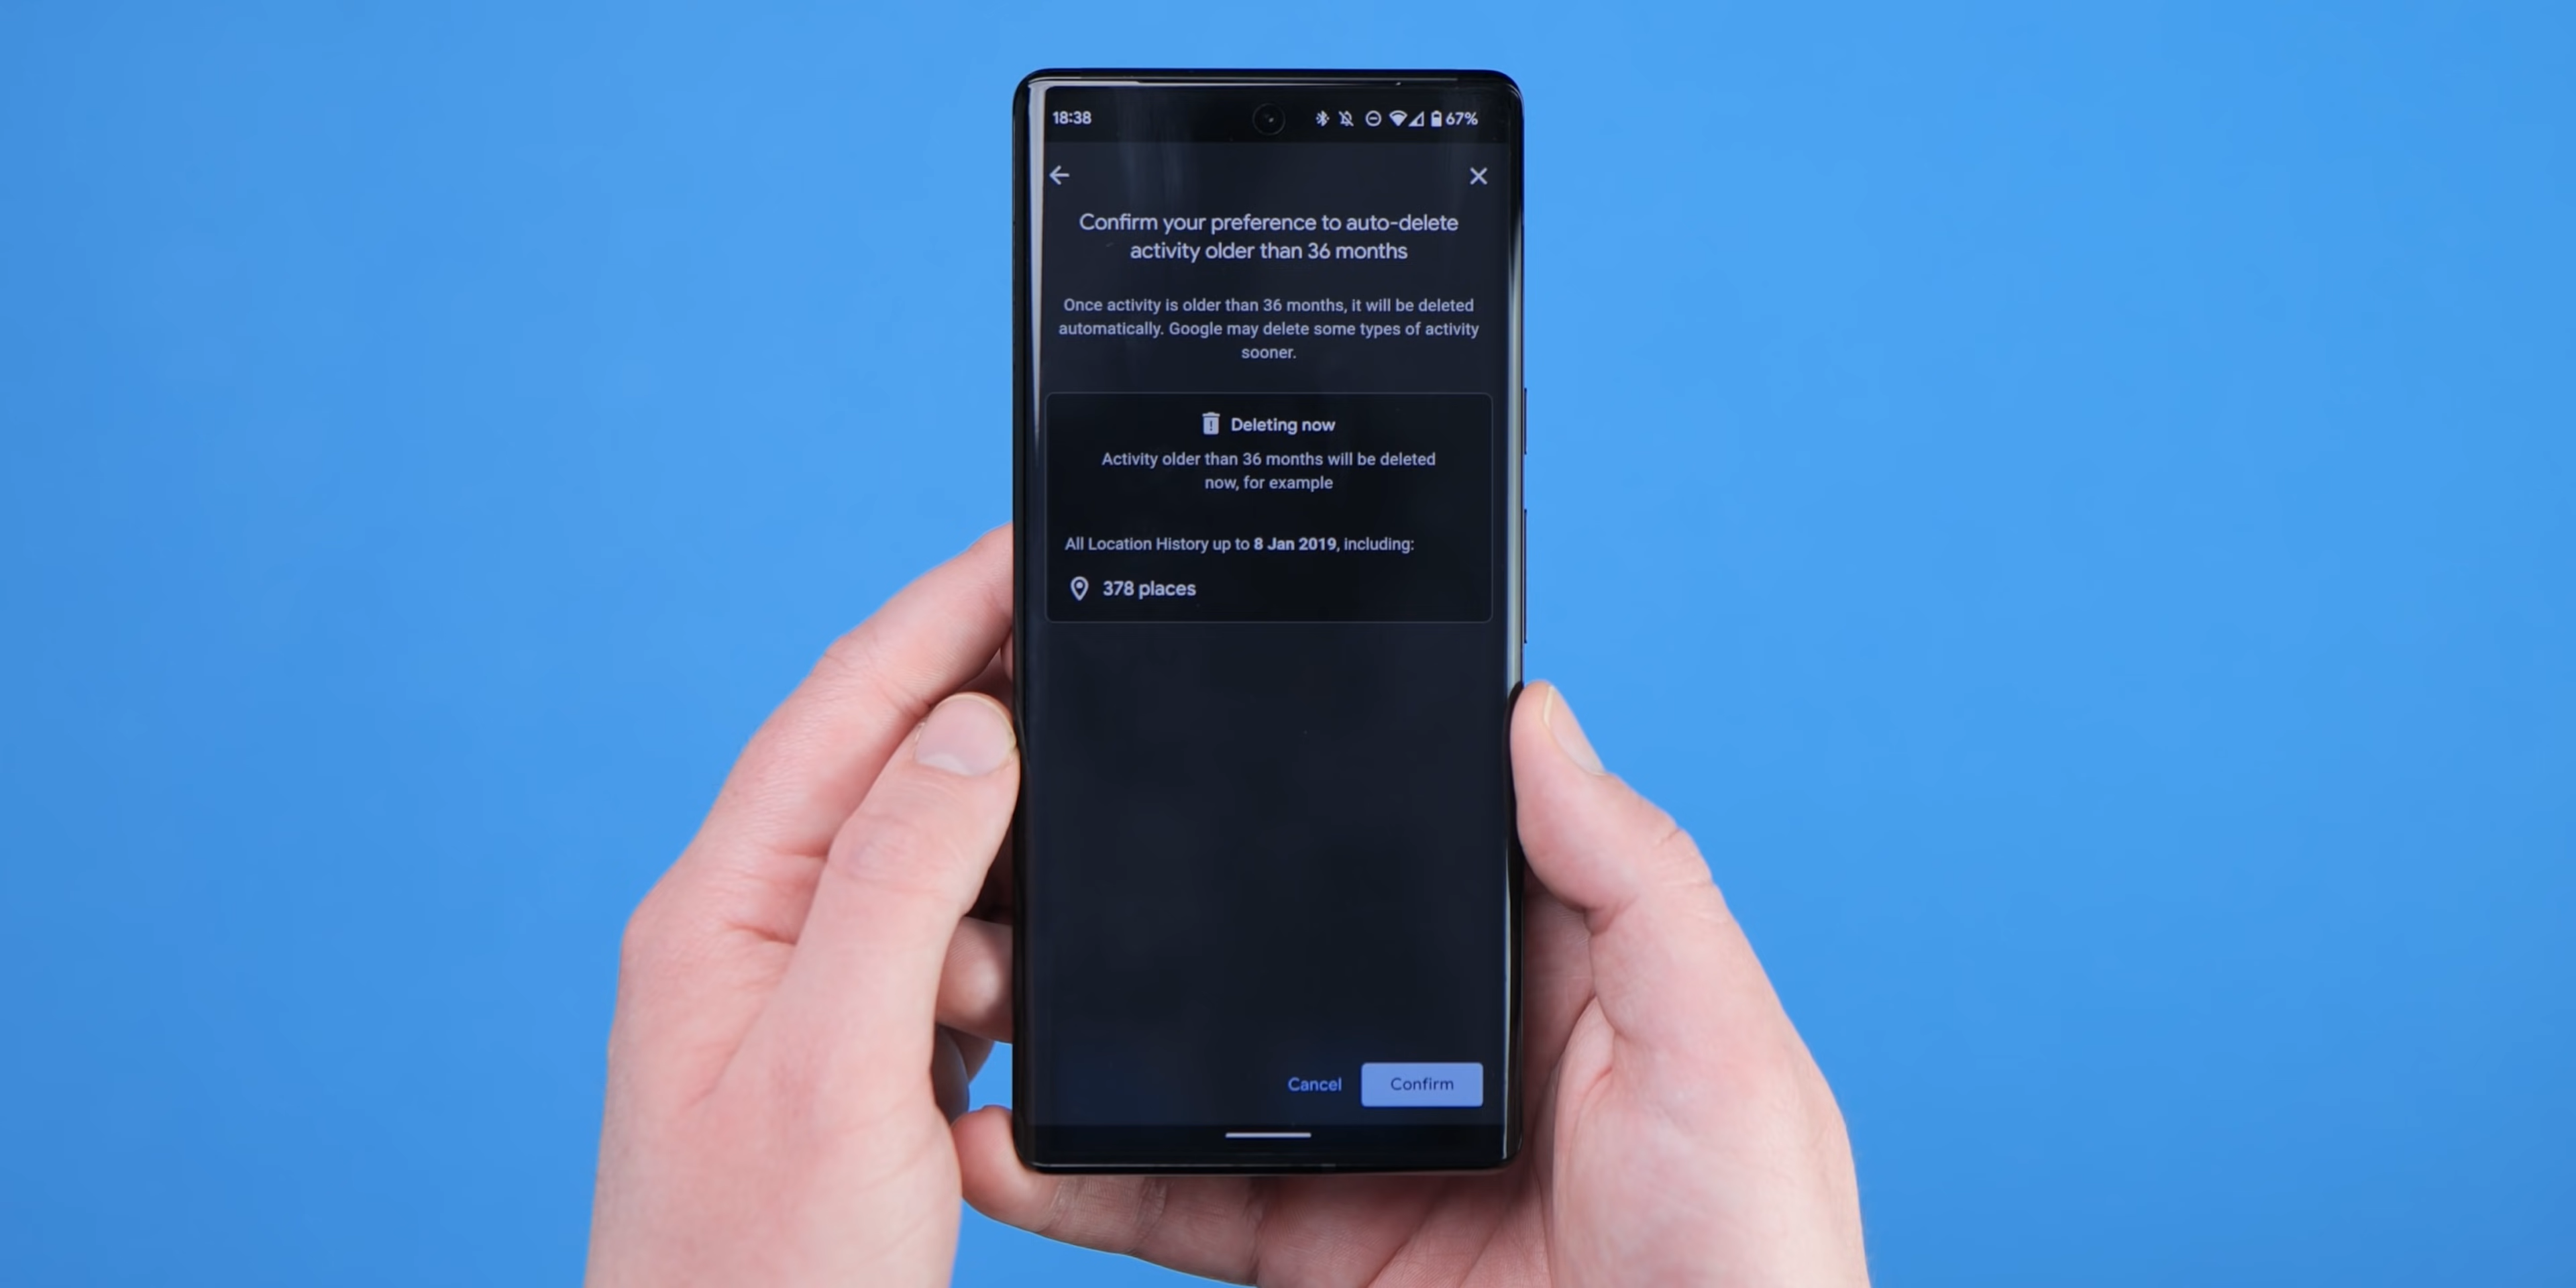 18:38
67%
Confirm your preference to auto-delete
activity older than 36 months
Once activity is older than 36 months, it will be deleted
automatically. Google may delete some types of activity
sooner.
Deleting now
Activity older than 36 months will be deleted
now, for example
All Location History up to 8 Jan 2019, including:
378 places
Cancel
Confirm